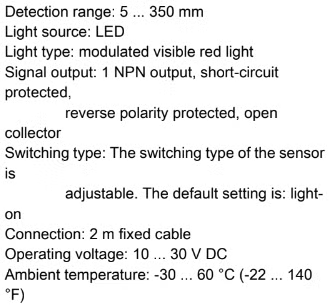 Detection range: 5 ... 350 mm
Light source: LED
Light type: modulated visible red light
Signal output: 1 NPN output, short-circuit
protected,
reverse polarity protected, open
collector
Switching type: The switching type of the sensor
is
adjustable. The default setting is: light-
on
Connection: 2 m fixed cable
Operating voltage: 10 ... 30 V DC
Ambient temperature: -30 ... 60 °C (-22 ... 140
°F)